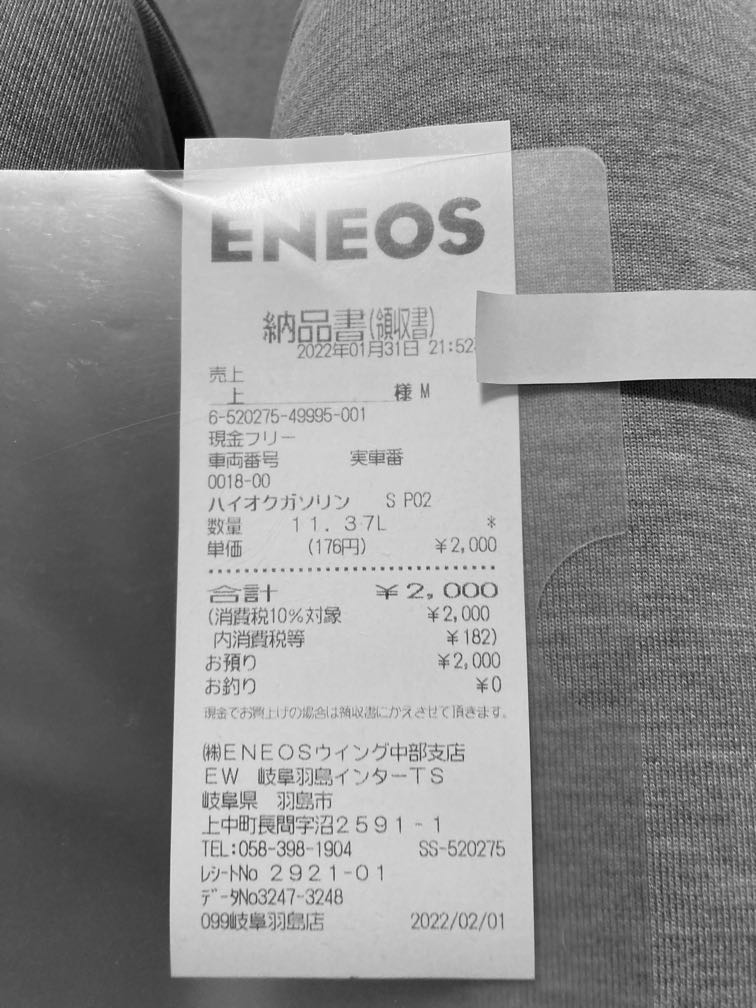 ENEOS
納品書(領収書)
2022年01月31日 21:52
売上
上 様 M
6-520275-49995-001
現金フリー
車両番号 実車番
0018-00
ハイオクガソリン S P02
数量 11.37L *
単価 (176円) ¥2,000
合計 ¥2,000
(消費税10%対象 ¥2,000
内消費税等 ¥182)
お預り ¥2,000
お釣り ¥0
現金でお買上げの場合は領収書にかえさせて頂きます。
(株)ENEOSウイング中部支店
EW 岐阜羽島インターTS
岐阜県 羽島市
上中町長間字沼2591-1
TEL:058-398-1904 SS-520275
レシートNo 2921-01
データNo3247-3248
099岐阜羽島店 2022/02/01